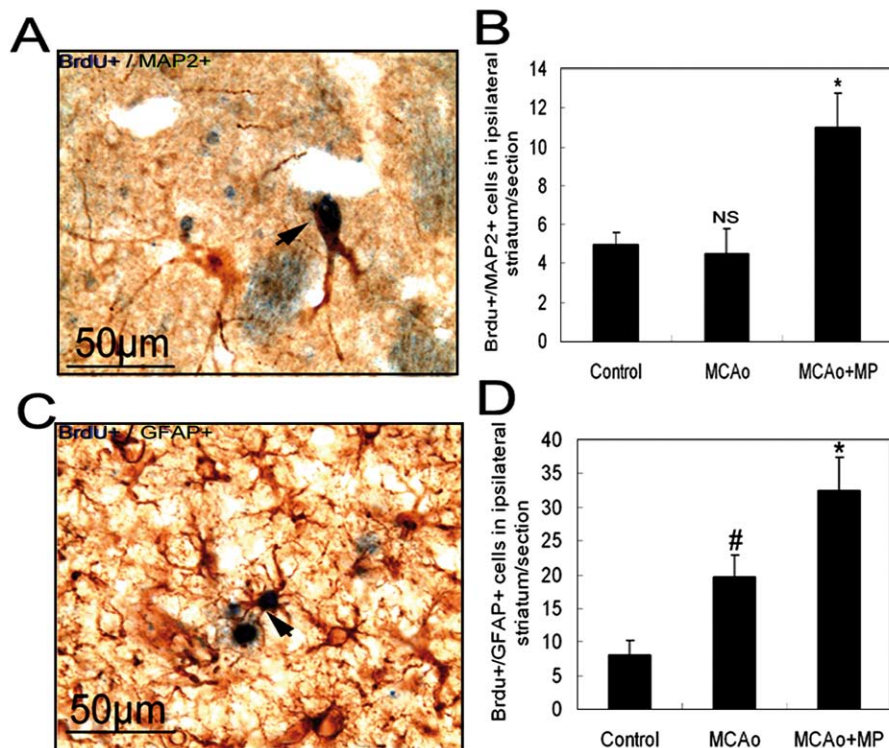 A
BrdU+ / MAP2+
50µm
B
Brdu+/MAP2+ cells in ipsilateral
striatum/section
14
12
10
8
6
4
2
0
NS
*
Control
MCAo
MCAo+MP
C
BrdU+ / GFAP+
50µm
D
Brdu+/GFAP+ cells in ipsilateral
striatum/section
40
35
30
25
20
15
10
5
0
#
*
Control
MCAo
MCAo+MP